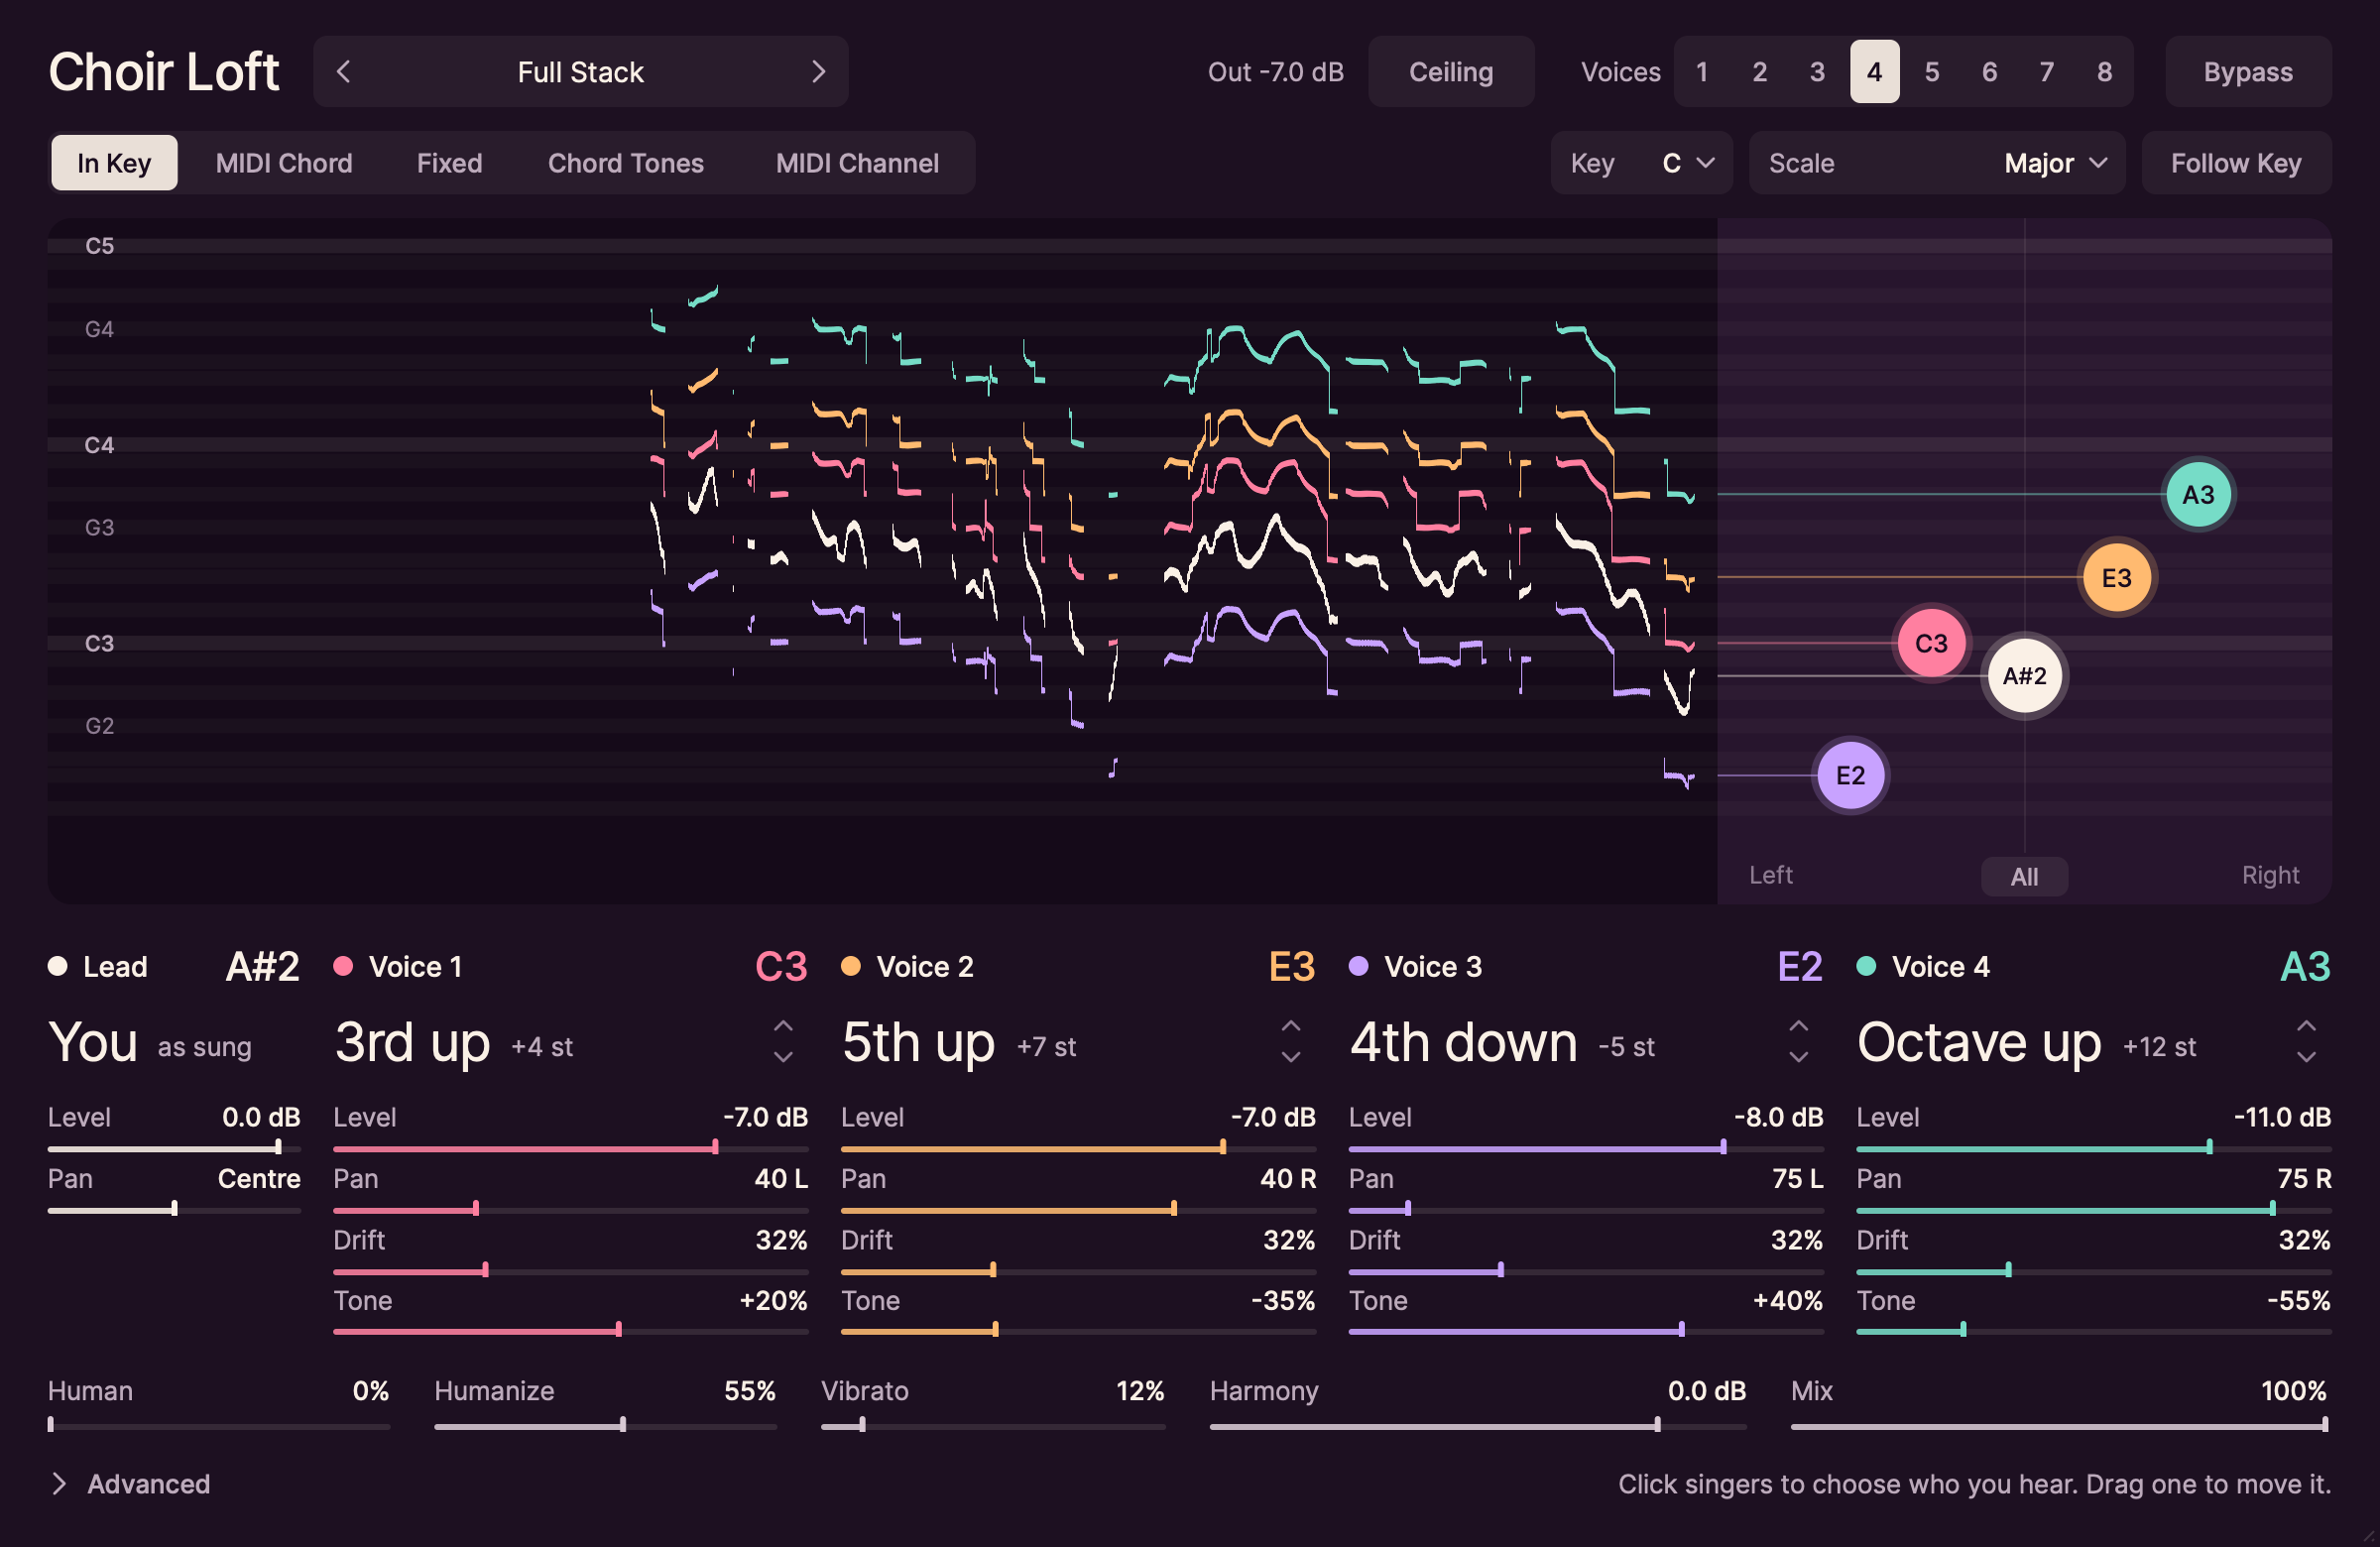 Choir Loft
Full Stack
Out -7.0 dB
Ceiling
Voices 1 2 3 4 5 6 7 8
Bypass
In Key MIDI Chord Fixed Chord Tones MIDI Channel
Key C
Scale Major
Follow Key
C5
G4
C4
G3
C3
G2
A3
E3
C3
A#2
E2
Left All Right
Lead A#2
You as sung
Level 0.0 dB
Pan Centre
Voice 1 C3
3rd up +4 st
Level -7.0 dB
Pan 40 L
Drift 32%
Tone +20%
Voice 2 E3
5th up +7 st
Level -7.0 dB
Pan 40 R
Drift 32%
Tone -35%
Voice 3 E2
4th down -5 st
Level -8.0 dB
Pan 75 L
Drift 32%
Tone +40%
Voice 4 A3
Octave up +12 st
Level -11.0 dB
Pan 75 R
Drift 32%
Tone -55%
Human 0%
Humanize 55%
Vibrato 12%
Harmony 0.0 dB
Mix 100%
Advanced
Click singers to choose who you hear. Drag one to move it.